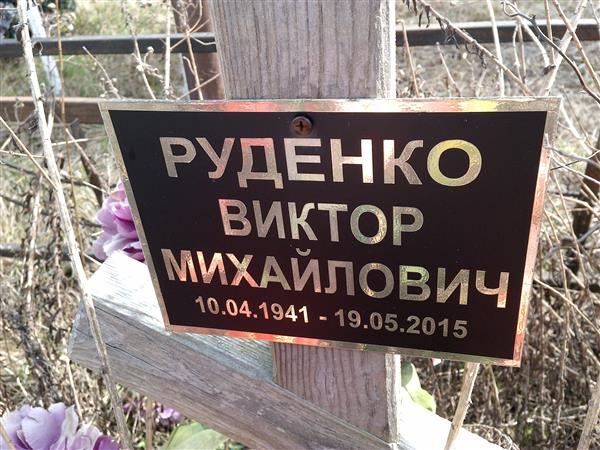 РУДЕНКО
ВИКТОР
МИХАЙЛОВИЧ
10.04.1941 - 19.05.2015